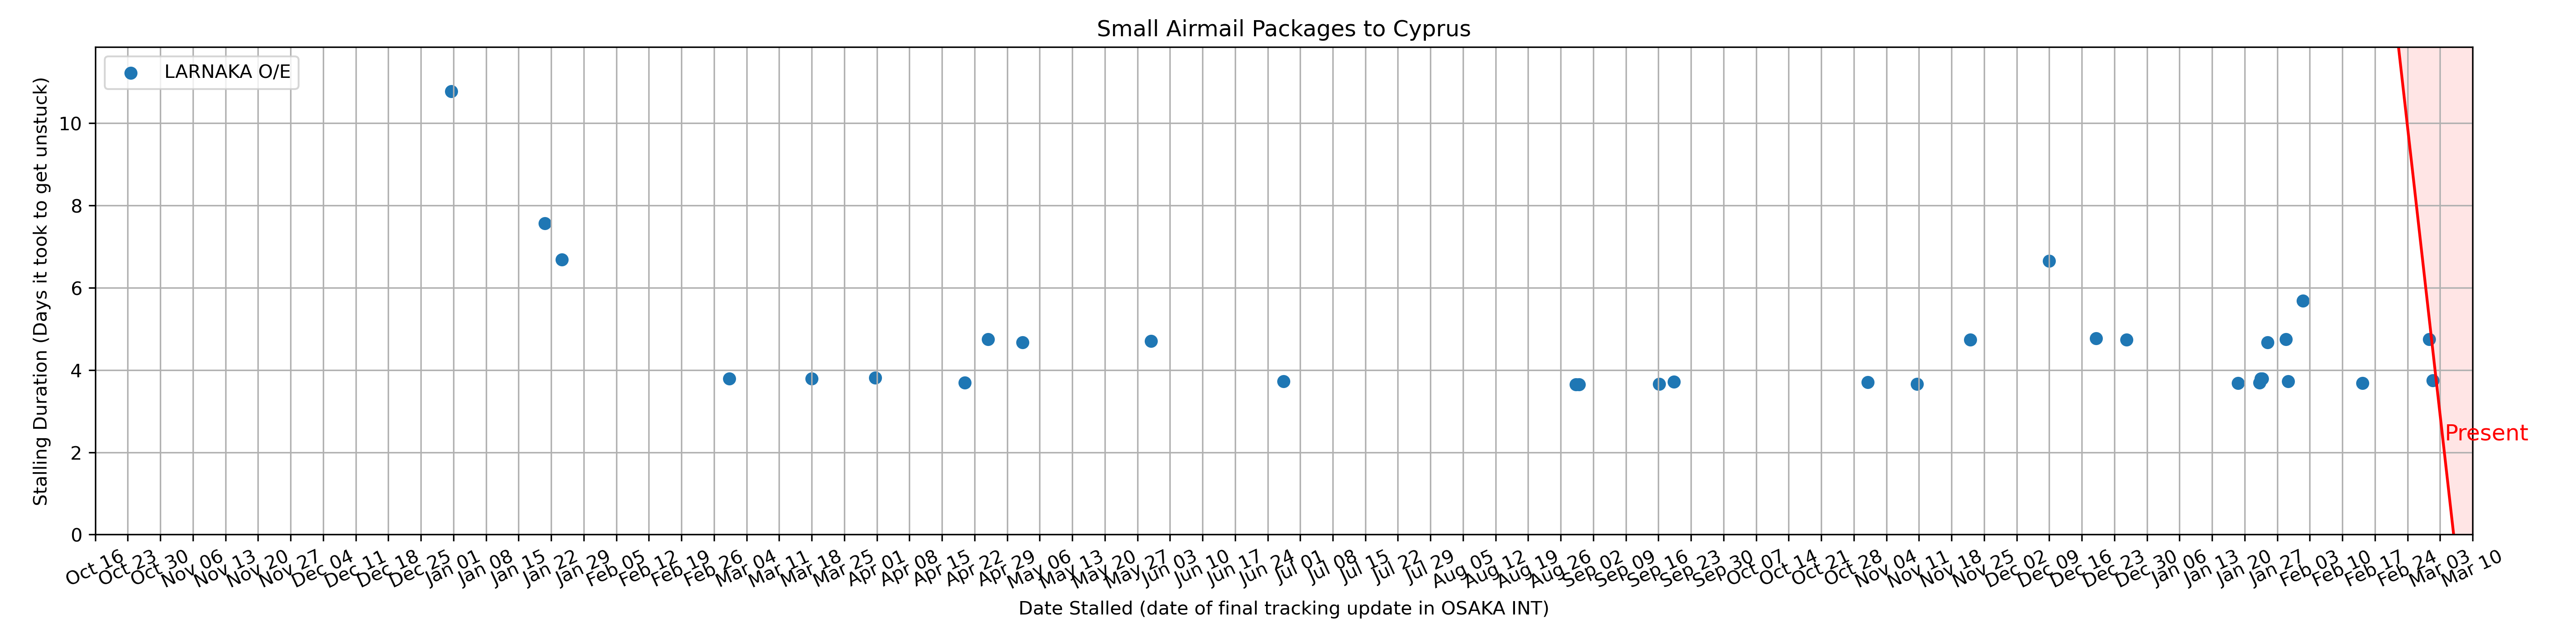 Small Airmail Packages to Cyprus
LARNAKA O/E
Stalling Duration (Days it took to get unstuck)
10
8
6
4
2
0
Present
Oct 16
Oct 23
Oct 30
Nov 06
Nov 13
Nov 20
Nov 27
Dec 04
Dec 11
Dec 18
Dec 25
Jan 01
Jan 08
Jan 15
Jan 22
Jan 29
Feb 05
Feb 12
Feb 19
Feb 26
Mar 04
Mar 11
Mar 18
Mar 25
Apr 01
Apr 08
Apr 15
Apr 22
Apr 29
May 06
May 13
May 20
May 27
Jun 03
Jun 10
Jun 17
Jun 24
Jul 01
Jul 08
Jul 15
Jul 22
Jul 29
Aug 05
Aug 12
Aug 19
Aug 26
Sep 02
Sep 09
Sep 16
Sep 23
Sep 30
Oct 07
Oct 14
Oct 21
Oct 28
Nov 04
Nov 11
Nov 18
Nov 25
Dec 02
Dec 09
Dec 16
Dec 23
Dec 30
Jan 06
Jan 13
Jan 20
Jan 27
Feb 03
Feb 10
Feb 17
Feb 24
Mar 03
Mar 10
Date Stalled (date of final tracking update in OSAKA INT)